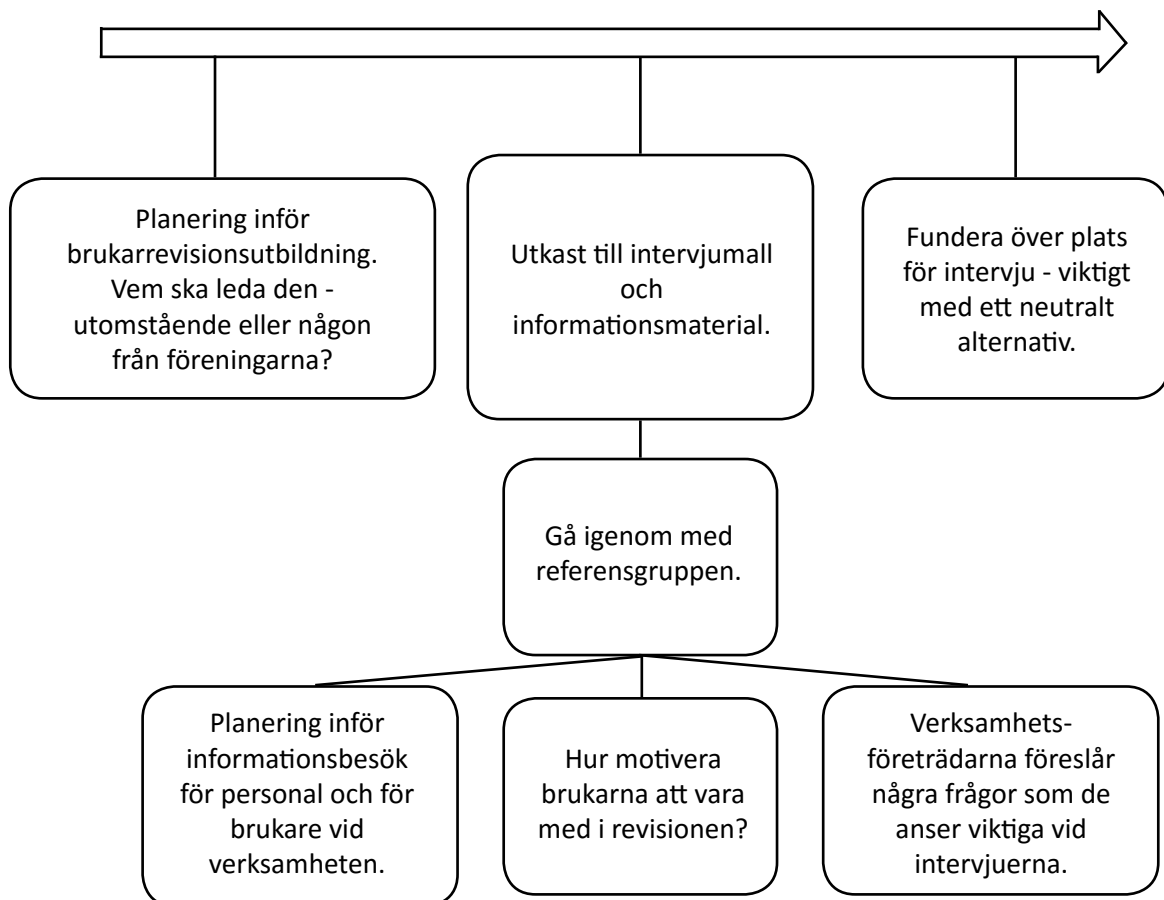 Planering inför
brukarrevisionsutbildning.
Vem ska leda den -
utomstående eller någon
från föreningarna?
Utkast till intervjumall
och
informationsmaterial.
Fundera över plats
för intervju - viktigt
med ett neutralt
alternativ.
Gå igenom med
referensgruppen.
Planering inför
informationsbesök
för personal och för
brukare vid
verksamheten.
Hur motivera
brukarna att vara
med i revisionen?
Verksamhets-
företrädarna föreslår
några frågor som de
anser viktiga vid
intervjuerna.